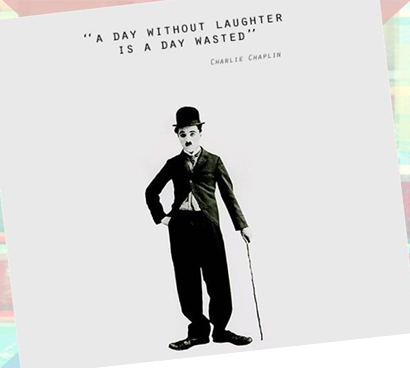 “A DAY WITHOUT LAUGHTER
IS A DAY WASTED”
CHARLIE CHAPLIN